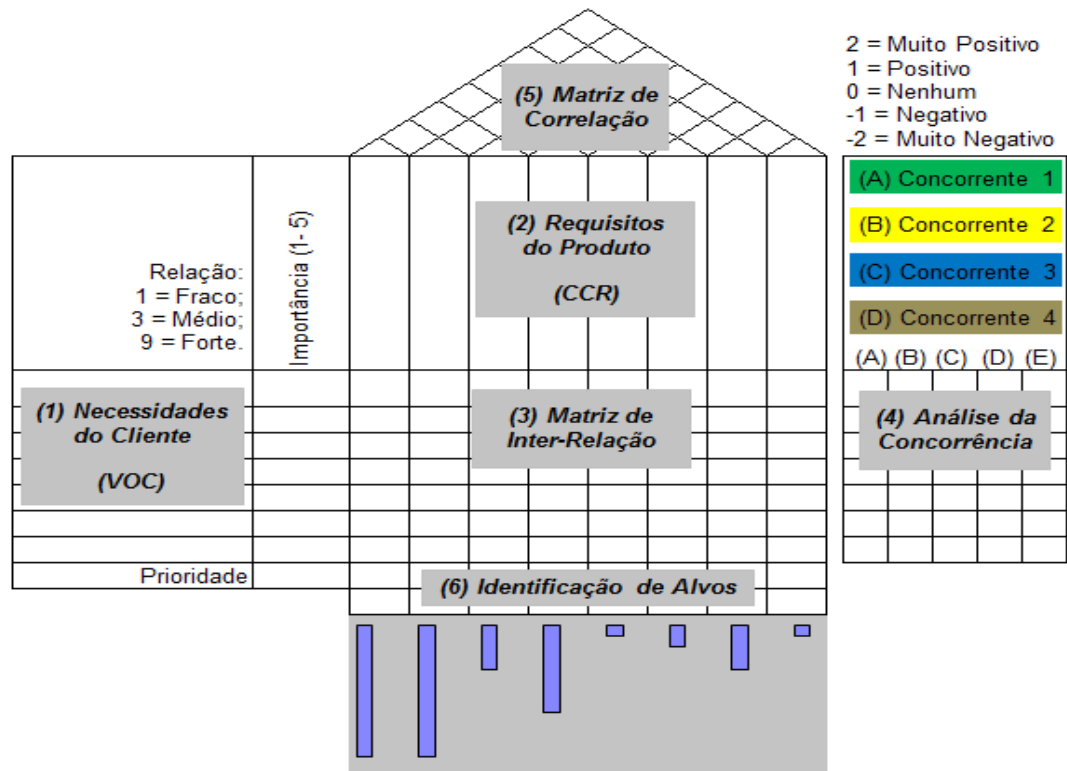 (5) Matriz de
Correlação
2 = Muito Positivo
1 = Positivo
0 = Nenhum
-1 = Negativo
-2 = Muito Negativo
Relação:
1 = Fraco;
3 = Médio;
9 = Forte.
Importância (1- 5)
(2) Requisitos
do Produto
(CCR)
(A) Concorrente 1
(B) Concorrente 2
(C) Concorrente 3
(D) Concorrente 4
(A) (B) (C) (D) (E)
(1) Necessidades
do Cliente
(VOC)
(3) Matriz de
Inter-Relação
(4) Análise da
Concorrência
Prioridade
(6) Identificação de Alvos